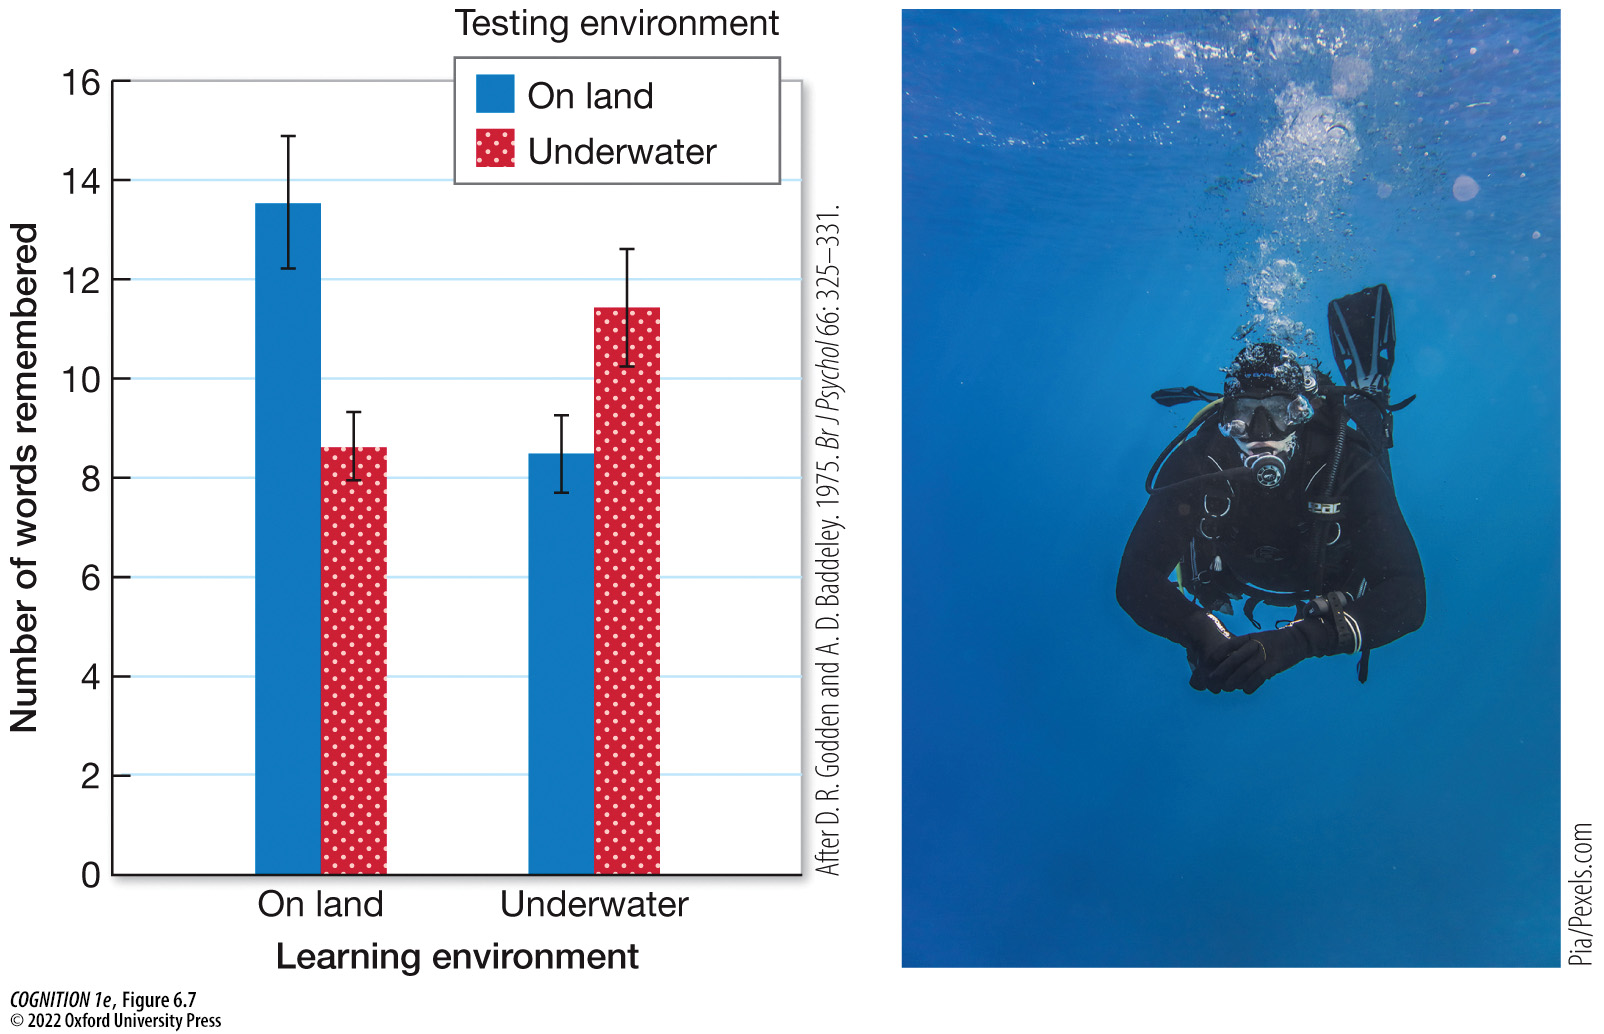 Testing environment
On land
Underwater
16
14
12
10
8
6
4
2
0
Number of words remembered
On land
Underwater
Learning environment
After D. R. Godden and A. D. Baddeley. 1975. Br J Psychol 66: 325–331.
Pia/Pexels.com
COGNITION 1e, Figure 6.7
© 2022 Oxford University Press